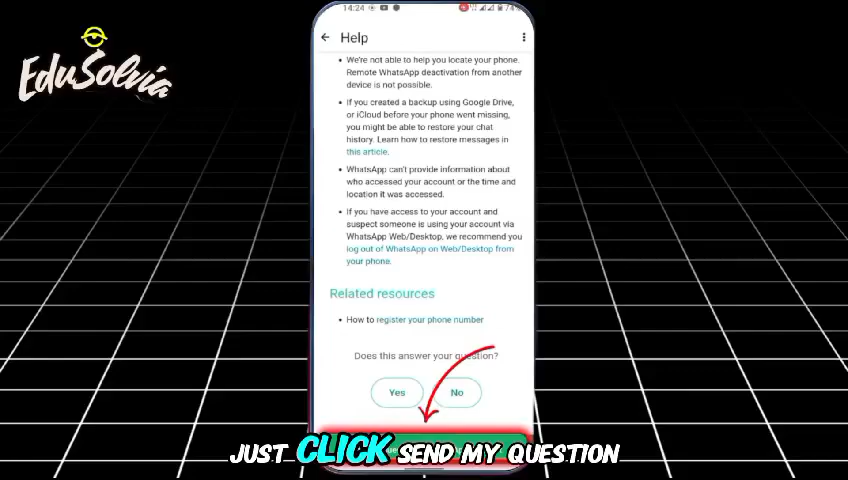 14:24
74%
EduSolvia
Help
We're not able to help you locate your phone.
Remote WhatsApp deactivation from another
device is not possible.
If you created a backup using Google Drive,
or iCloud before your phone went missing,
you might be able to restore your chat
history. Learn how to restore messages in
this article.
WhatsApp can't provide information about
who accessed your account or the time and
location it was accessed.
If you have access to your account and
suspect someone is using your account via
WhatsApp Web/Desktop, we recommend you
log out of WhatsApp on Web/Desktop from
your phone.
Related resources
How to register your phone number
Does this answer your question?
Yes
No
JUST CLICK SEND MY QUESTION